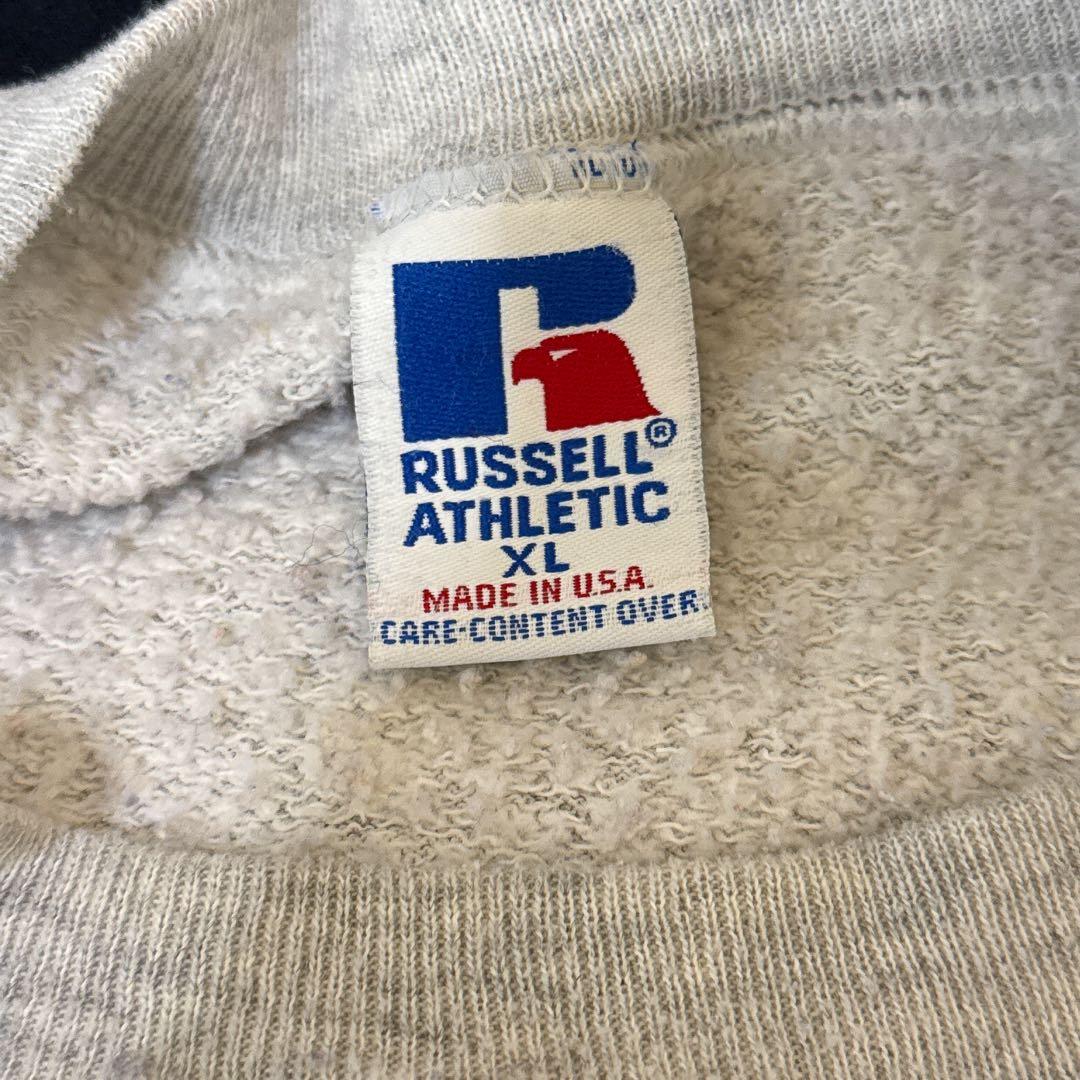 RUSSELL®
ATHLETIC
XL
MADE IN U.S.A.
CARE-CONTENT OVER